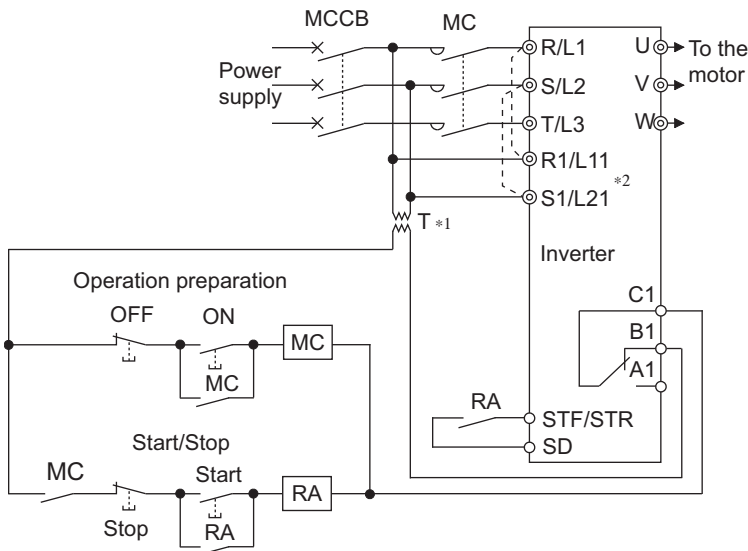 MCCB
MC
Power
supply
R/L1
S/L2
T/L3
R1/L11
*2
S1/L21
U
V
W
To the
motor
T *1
Inverter
Operation preparation
OFF
ON
MC
MC
C1
B1
A1
RA
STF/STR
SD
Start/Stop
MC
Start
RA
Stop
RA